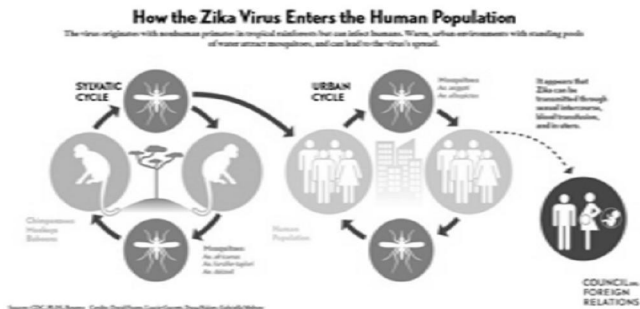 How the Zika Virus Enters the Human Population
The virus originates with nonhuman primates in tropical rainforests but can infect humans. Warm, urban environments with standing pools
of water attract mosquitoes, and can lead to the virus's spread.
SYLVATIC
CYCLE
URBAN
CYCLE
Mosquitoes
Ae. aegypti
Ae. albopictus
It appears that
Zika can be
transmitted through
sexual intercourse,
blood transfusion,
and in utero.
Chimpanzees
Monkeys
Baboons
Mosquitoes
Ae. africanus
Human
Population
COUNCIL on
FOREIGN
RELATIONS